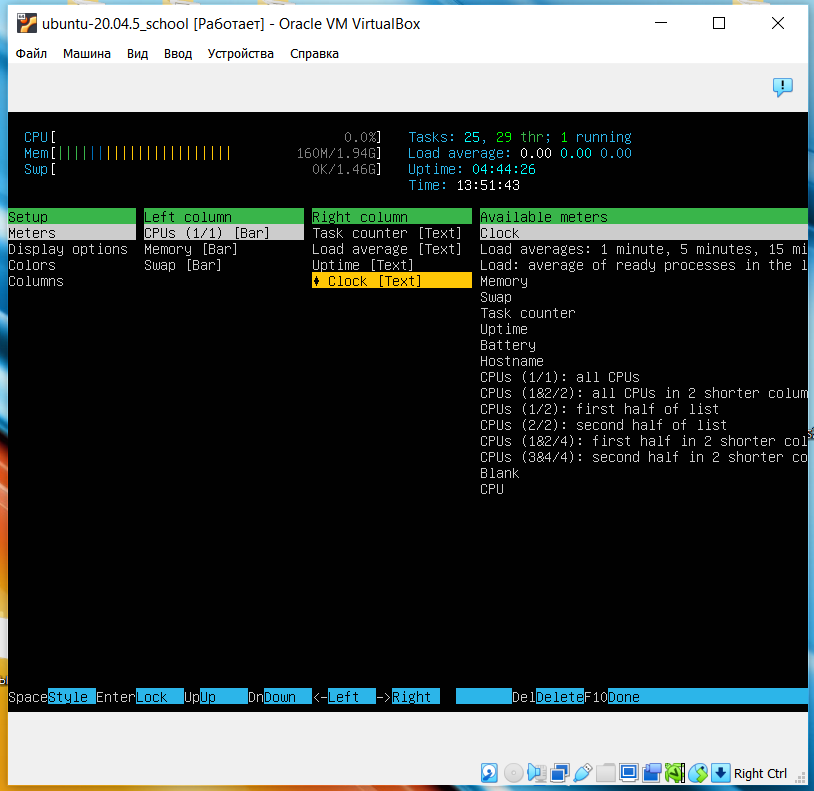 ubuntu-20.04.5_school [Работает] - Oracle VM VirtualBox
Файл Машина Вид Ввод Устройства Справка
CPU[ 0.0%] Tasks: 25, 29 thr; 1 running
Mem[||||||||||||||||||||||| 160M/1.94G] Load average: 0.00 0.00 0.00
Swp[ 0K/1.46G] Uptime: 04:44:26
Time: 13:51:43
Setup Left column Right column Available meters
Meters CPUs (1/1) [Bar] Task counter [Text] Clock
Display options Memory [Bar] Load average [Text] Load averages: 1 minute, 5 minutes, 15 mi
Colors Swap [Bar] Uptime [Text] Load: average of ready processes in the l
Columns Clock [Text] Memory
Swap
Task counter
Uptime
Battery
Hostname
CPUs (1/1): all CPUs
CPUs (1&2/2): all CPUs in 2 shorter colum
CPUs (1/2): first half of list
CPUs (2/2): second half of list
CPUs (1&2/4): first half in 2 shorter col
CPUs (3&4/4): second half in 2 shorter co
Blank
CPU
SpaceStyle EnterLock UpUp DnDown <-Left ->Right DelDeleteF10Done
Right Ctrl